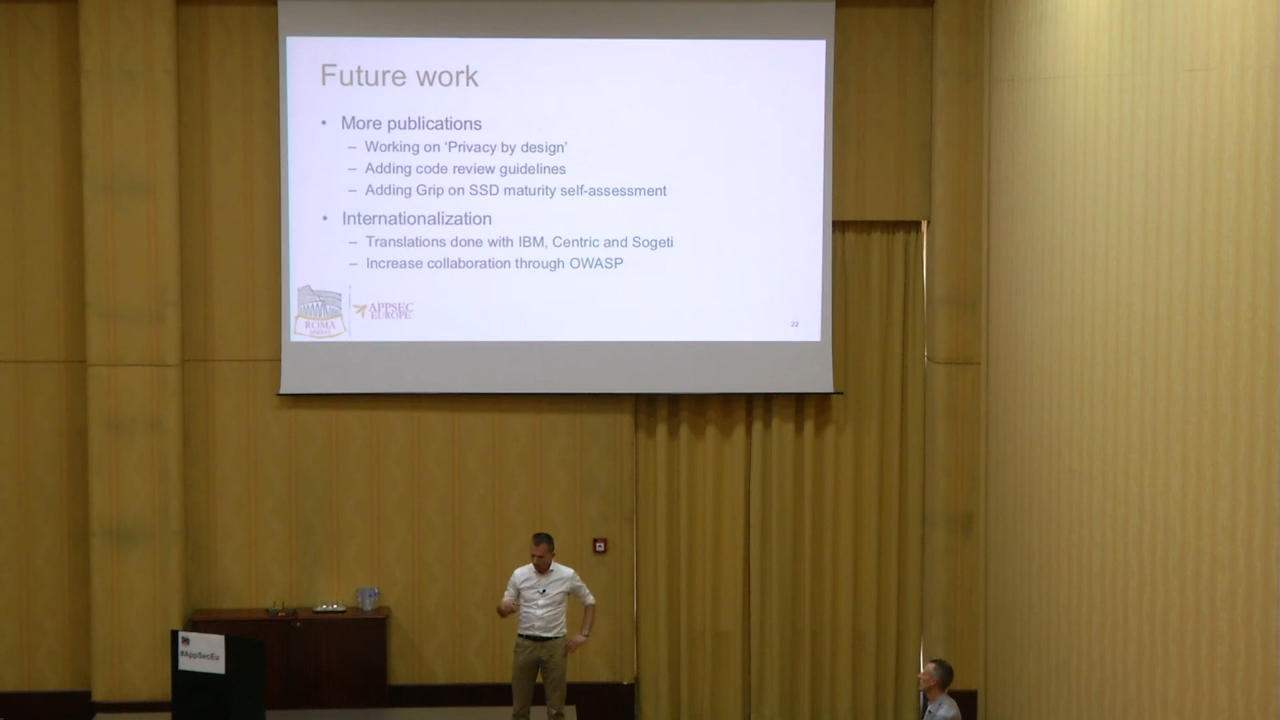 Future work
• More publications
– Working on ‘Privacy by design’
– Adding code review guidelines
– Adding Grip on SSD maturity self-assessment
• Internationalization
– Translations done with IBM, Centric and Sogeti
– Increase collaboration through OWASP
ROMA
APPSEC
EUROPE
22
#AppSecEu